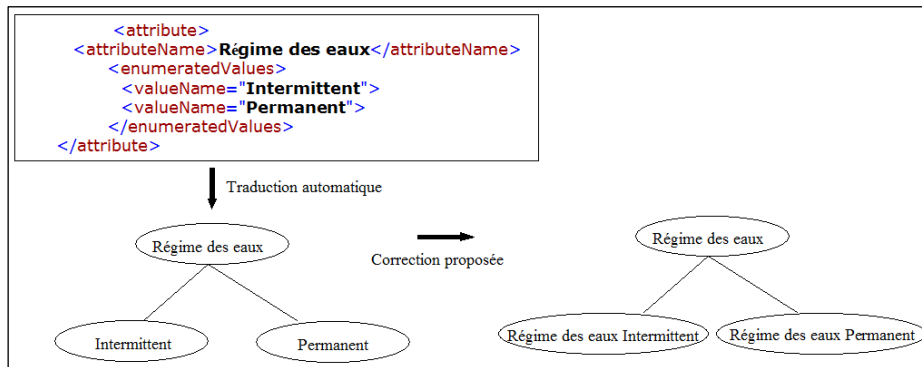 <attribute>
<attributeName>Régime des eaux</attributeName>
<enumeratedValues>
<valueName="Intermittent">
<valueName="Permanent">
</enumeratedValues>
</attribute>
Traduction automatique
Régime des eaux
Intermittent
Permanent
Correction proposée
Régime des eaux
Régime des eaux Intermittent
Régime des eaux Permanent